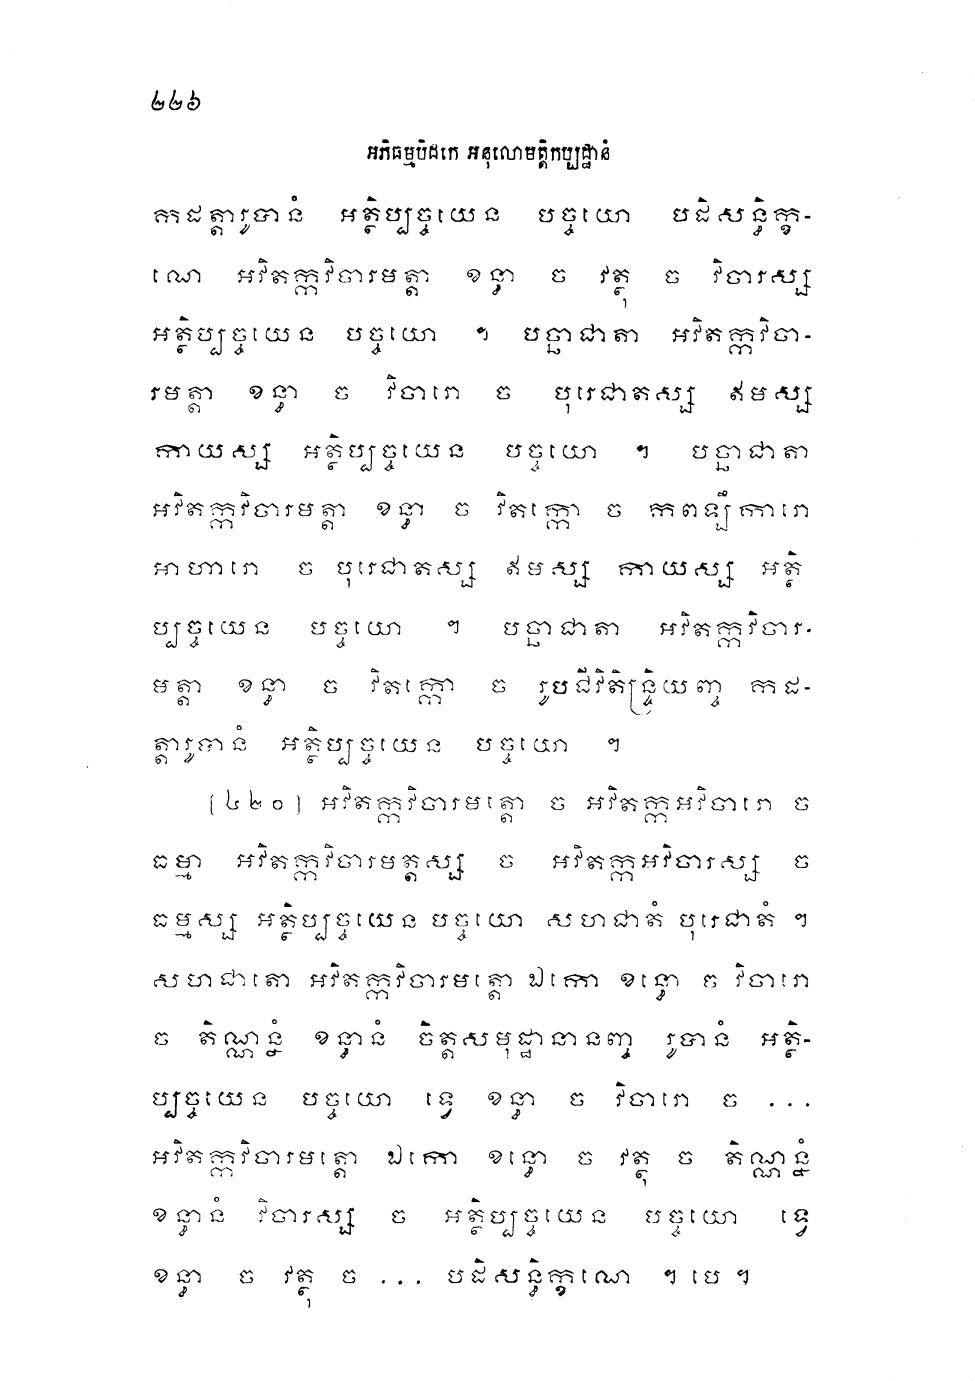 ២២៦
អភិធម្មបិដកេ អនុលោមត្តិកប្បដ្ឋានំ
កដត្តារូបានំ អត្ថិប្បច្ចយេន បច្ចយោ បដិសន្ធិក្ខ-
ណេ អវិតក្កវិចារមត្តា ខន្ធា ច វត្ថុ ច វិចារស្ស
អត្ថិប្បច្ចយេន បច្ចយោ ។ បច្ឆាជាតា អវិតក្កវិចា-
រមត្តា ខន្ធា ច វិចារោ ច បុរេជាតស្ស ឥមស្ស
កាយស្ស អត្ថិប្បច្ចយេន បច្ចយោ ។ បច្ឆាជាតា
អវិតក្កវិចារមត្តា ខន្ធា ច វិតក្កោ ច កពឡីការោ
អាហារោ ច បុរេជាតស្ស ឥមស្ស កាយស្ស អត្ថិ
ប្បច្ចយេន បច្ចយោ ។ បច្ឆាជាតា អវិតក្កវិចារ-
មត្តា ខន្ធា ច វិតក្កោ ច រូបជីវិតិន្ទ្រិយញ្ច កដ-
ត្តារូបានំ អត្ថិប្បច្ចយេន បច្ចយោ ។
[៤២០] អវិតក្កវិចារមត្តោ ច អវិតក្កអវិចារោ ច
ធម្មា អវិតក្កវិចារមត្តស្ស ច អវិតក្កអវិចារស្ស ច
ធម្មស្ស អត្ថិប្បច្ចយេន បច្ចយោ សហជាតំ បុរេជាតំ ។
សហជាតោ អវិតក្កវិចារមត្តោ ឯកោ ខន្ធោ ច វិចារោ
ច តិណ្ណន្នំ ខន្ធានំ ចិត្តសមុដ្ឋានានញ្ច រូបានំ អត្ថិ-
ប្បច្ចយេន បច្ចយោ ទ្វេ ខន្ធា ច វិចារោ ច ...
អវិតក្កវិចារមត្តោ ឯកោ ខន្ធោ ច វត្ថុ ច តិណ្ណន្នំ
ខន្ធានំ វិចារស្ស ច អត្ថិប្បច្ចយេន បច្ចយោ ទ្វេ
ខន្ធា ច វត្ថុ ច ... បដិសន្ធិក្ខណេ ។ បេ ។